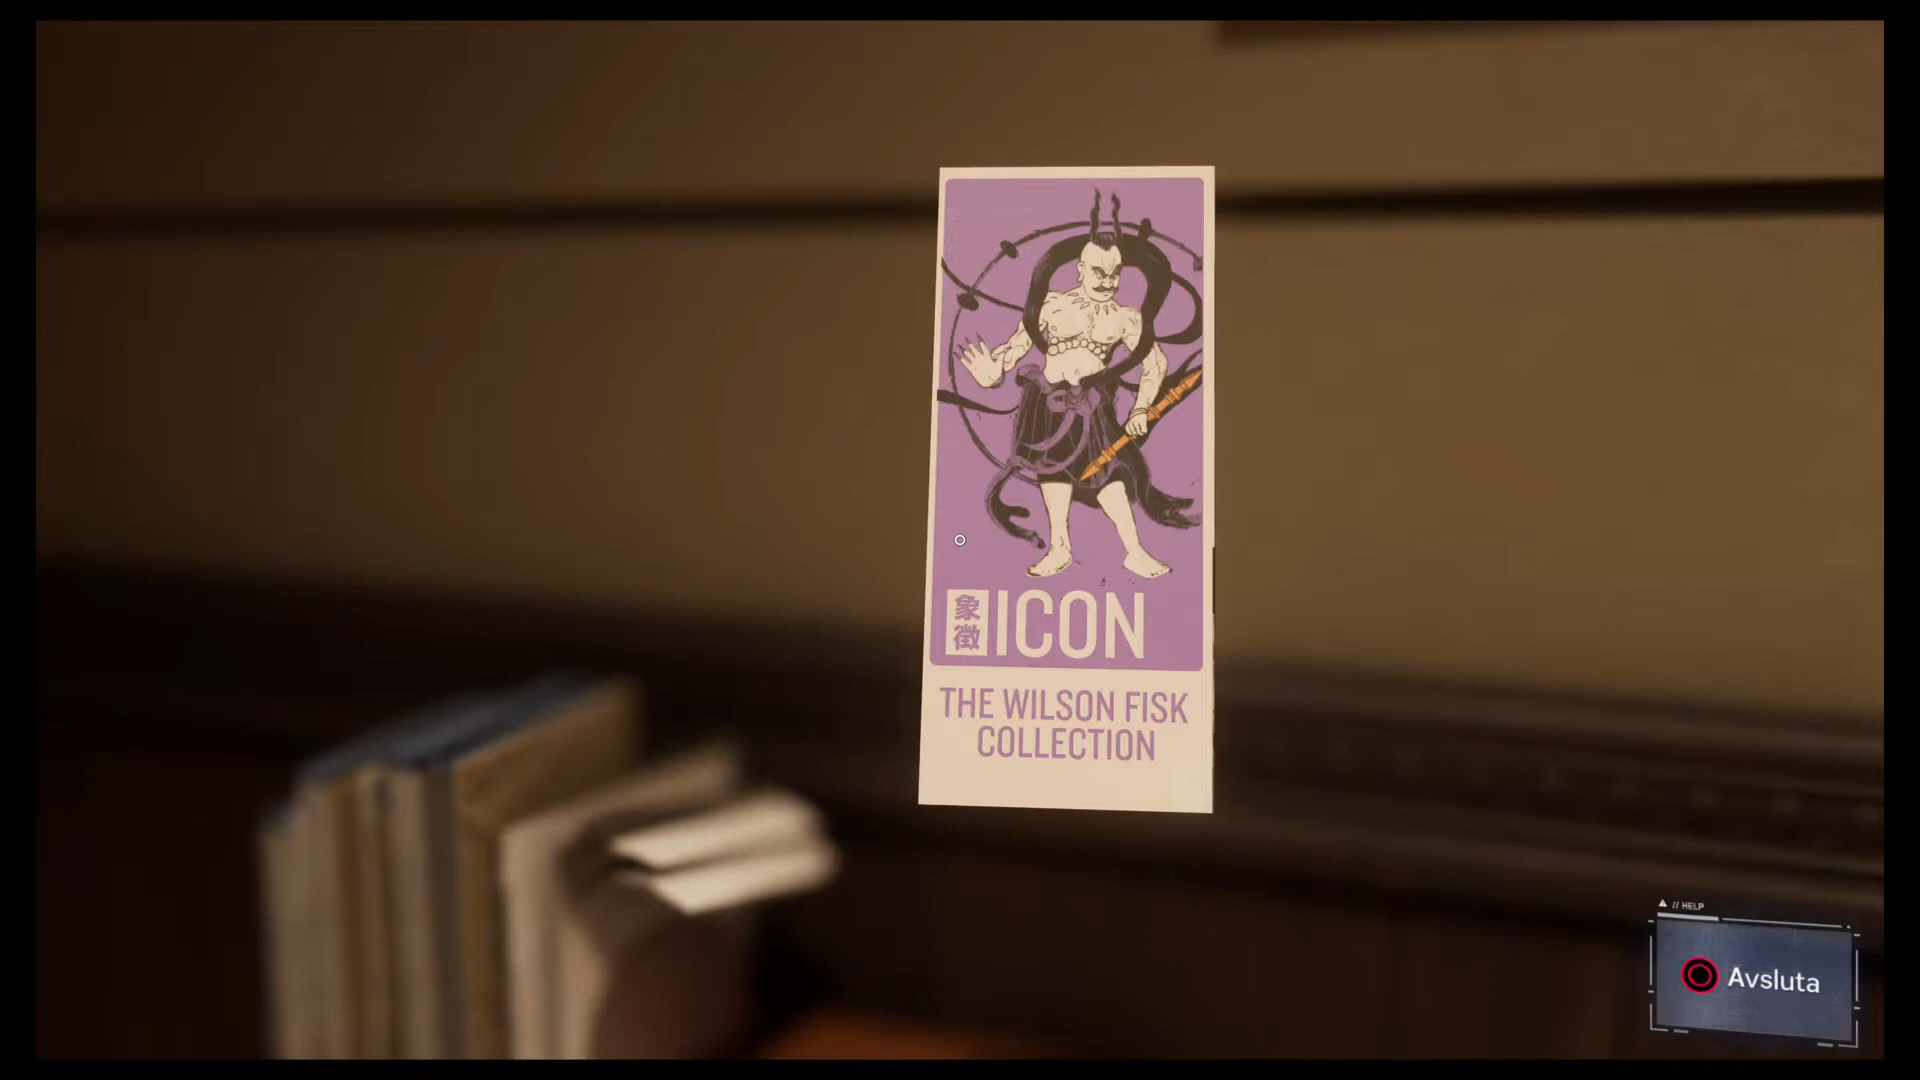 象徴 ICON
THE WILSON FISK
COLLECTION
// HELP
Avsluta